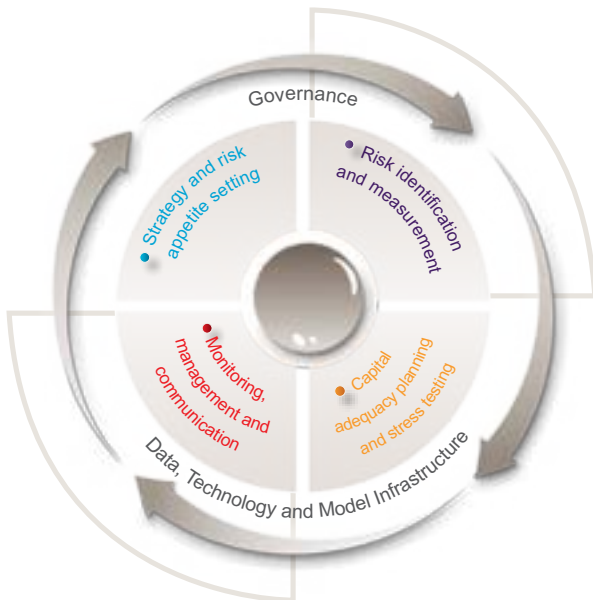 Governance
Strategy and risk
appetite setting
Risk identification
and measurement
Monitoring,
management and
communication
Capital
adequacy planning
and stress testing
Data, Technology and Model Infrastructure